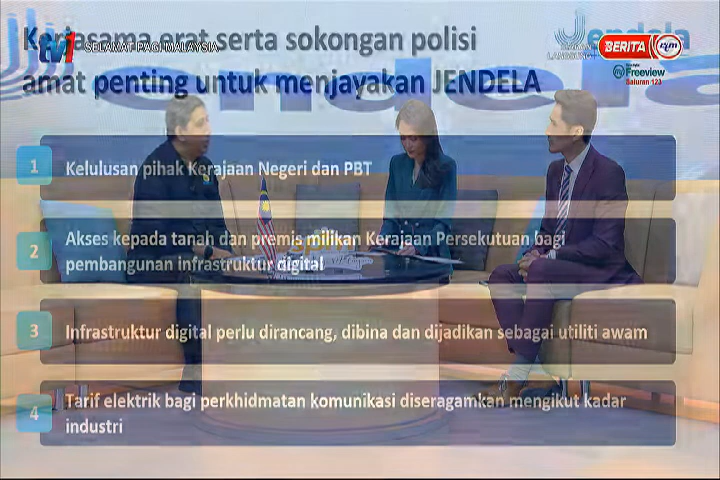 Kerjasama erat serta sokongan polisi
amat penting untuk menjayakan JENDELA
tv1
SELAMAT PAGI MALAYSIA
Jendela
BERITA rtm
Freeview
Saluran 123
endela
1
Kelulusan pihak Kerajaan Negeri dan PBT
2
Akses kepada tanah dan premis milikan Kerajaan Persekutuan bagi
pembangunan infrastruktur digital
3
Infrastruktur digital perlu dirancang, dibina dan dijadikan sebagai utiliti awam
4
Tarif elektrik bagi perkhidmatan komunikasi diseragamkan mengikut kadar
industri